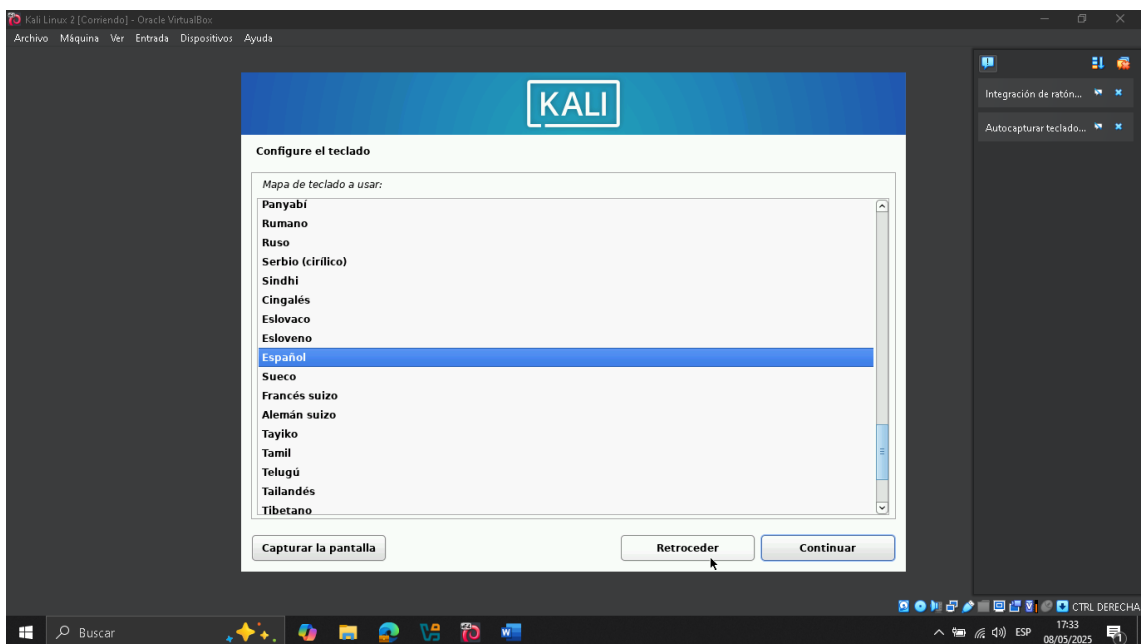 Kali Linux 2 [Corriendo] - Oracle VirtualBox
Archivo Máquina Ver Entrada Dispositivos Ayuda
KALI
Integración de ratón...
Autocapturar teclado...
Configure el teclado
Mapa de teclado a usar:
Panyabí
Rumano
Ruso
Serbio (cirílico)
Sindhi
Cingalés
Eslovaco
Esloveno
Español
Sueco
Francés suizo
Alemán suizo
Tayiko
Tamil
Telugú
Tailandés
Tibetano
Capturar la pantalla Retroceder Continuar
CTRL DERECHA
Buscar
ESP
17:33
08/05/2025